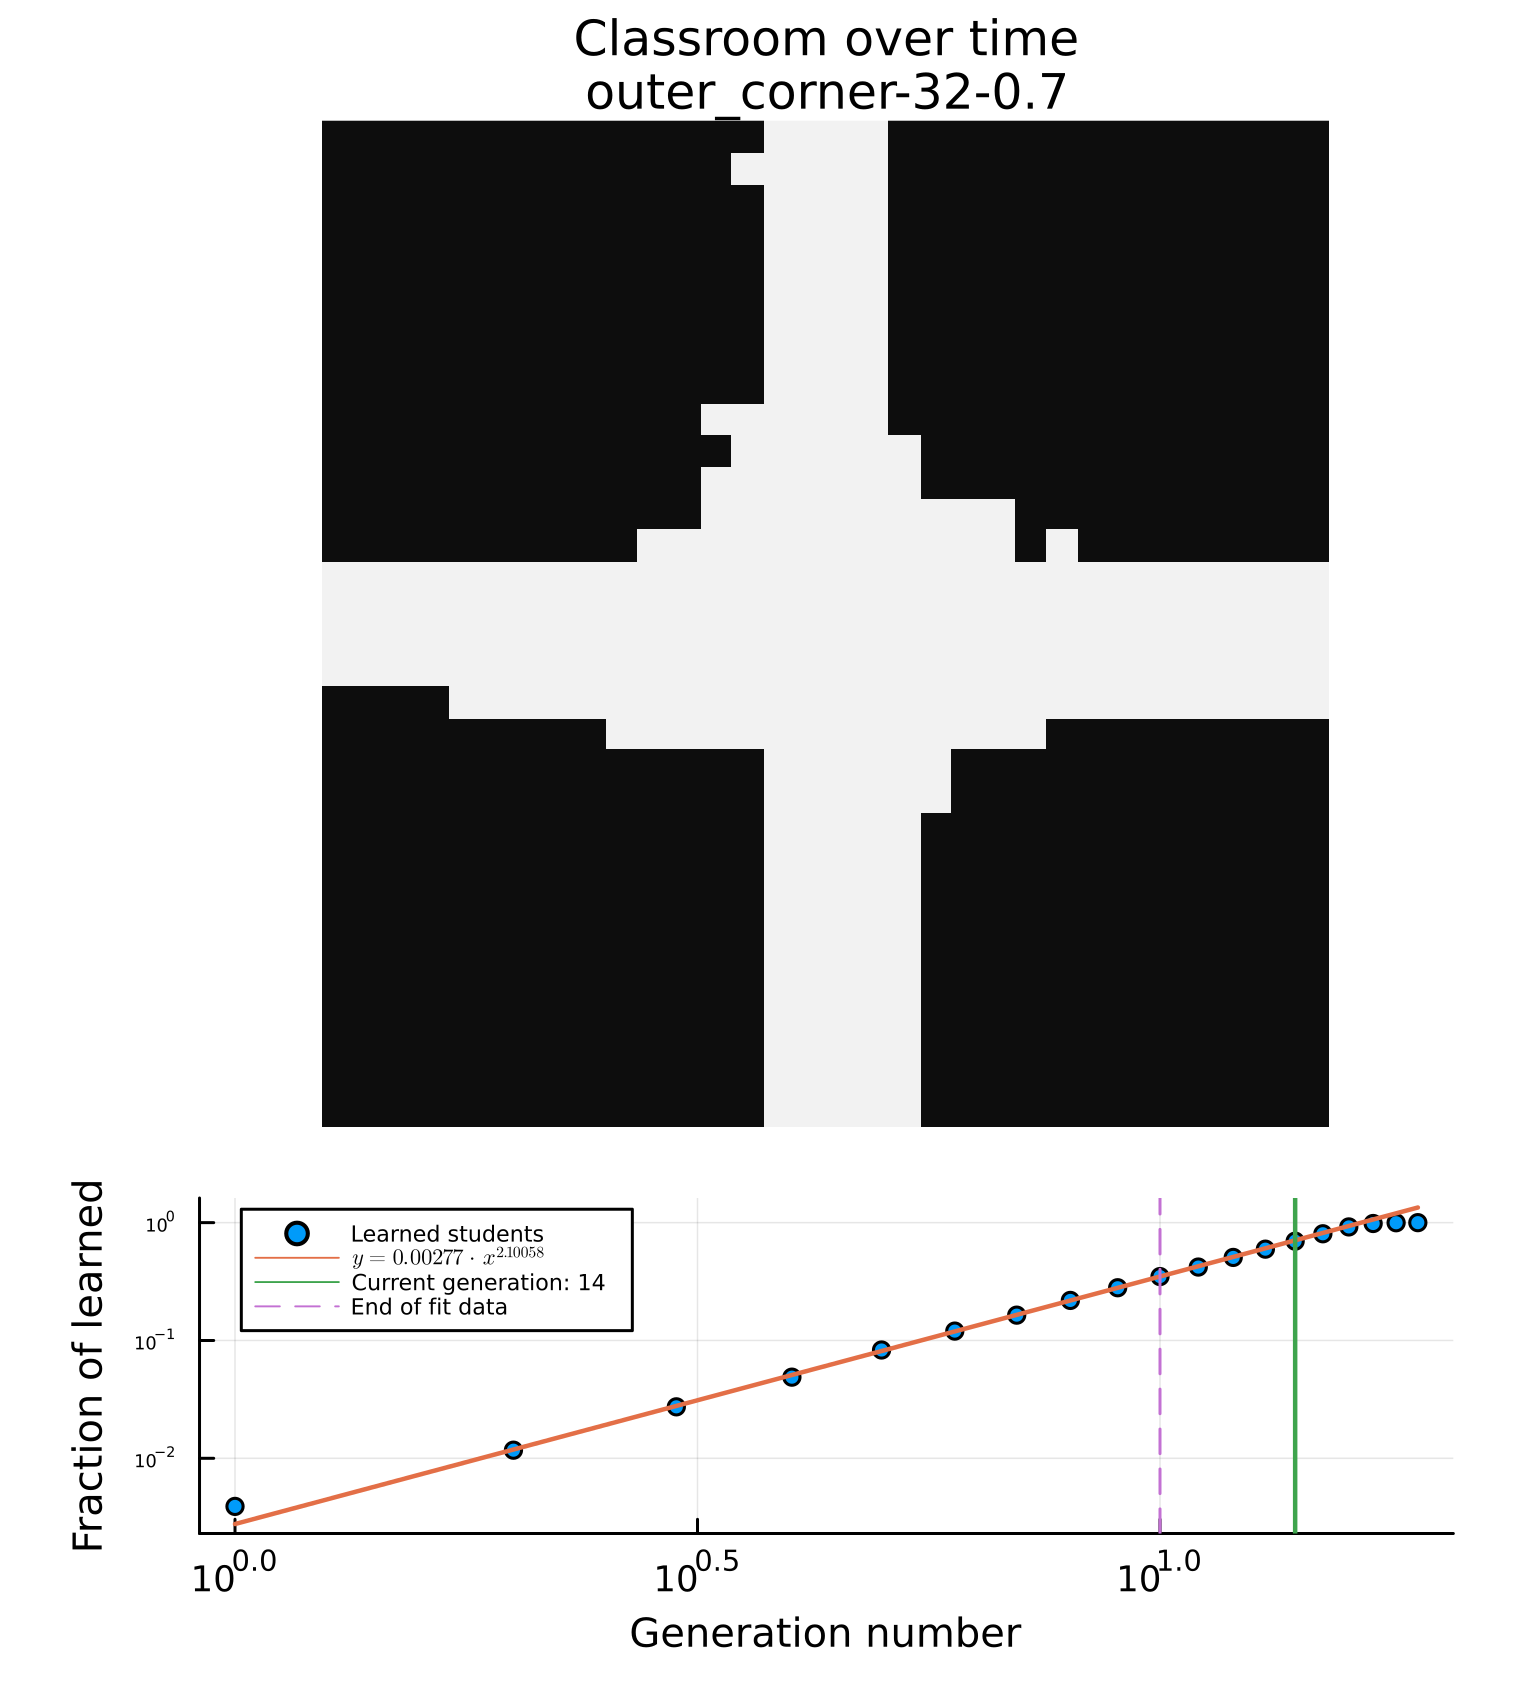 Classroom over time
outer_corner-32-0.7
Fraction of learned
10⁰
10⁻¹
10⁻²
Learned students
y = 0.00277 · x^2.10058
Current generation: 14
End of fit data
10^0.0
10^0.5
10^1.0
Generation number